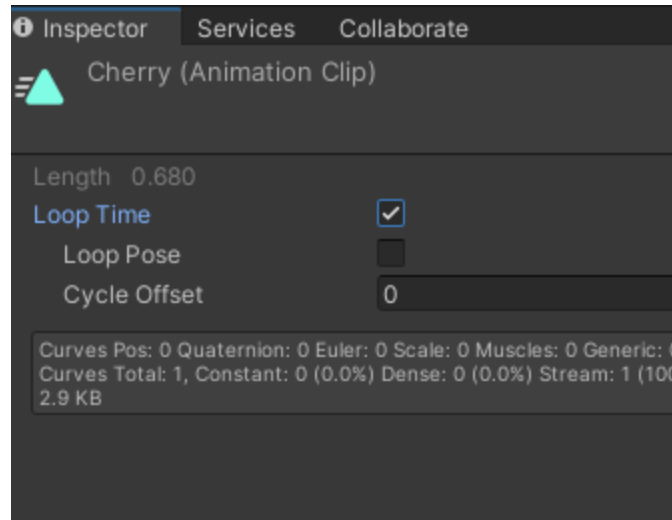 Inspector Services Collaborate
Cherry (Animation Clip)
Length 0.680
Loop Time
Loop Pose
Cycle Offset 0
Curves Pos: 0 Quaternion: 0 Euler: 0 Scale: 0 Muscles: 0 Generic:
Curves Total: 1, Constant: 0 (0.0%) Dense: 0 (0.0%) Stream: 1 (100
2.9 KB